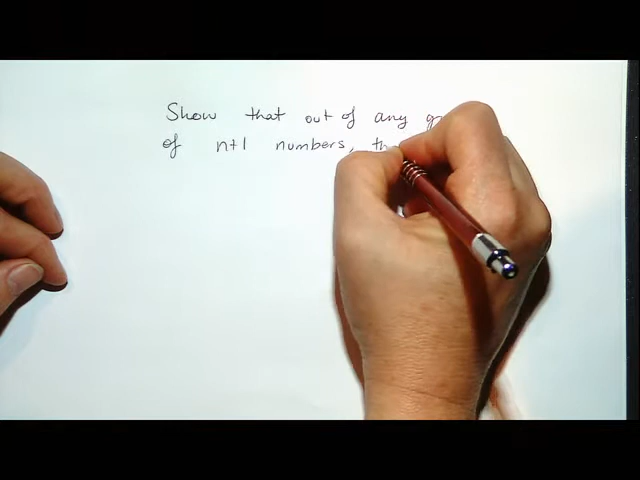 Show that out of any
of n+1 numbers,